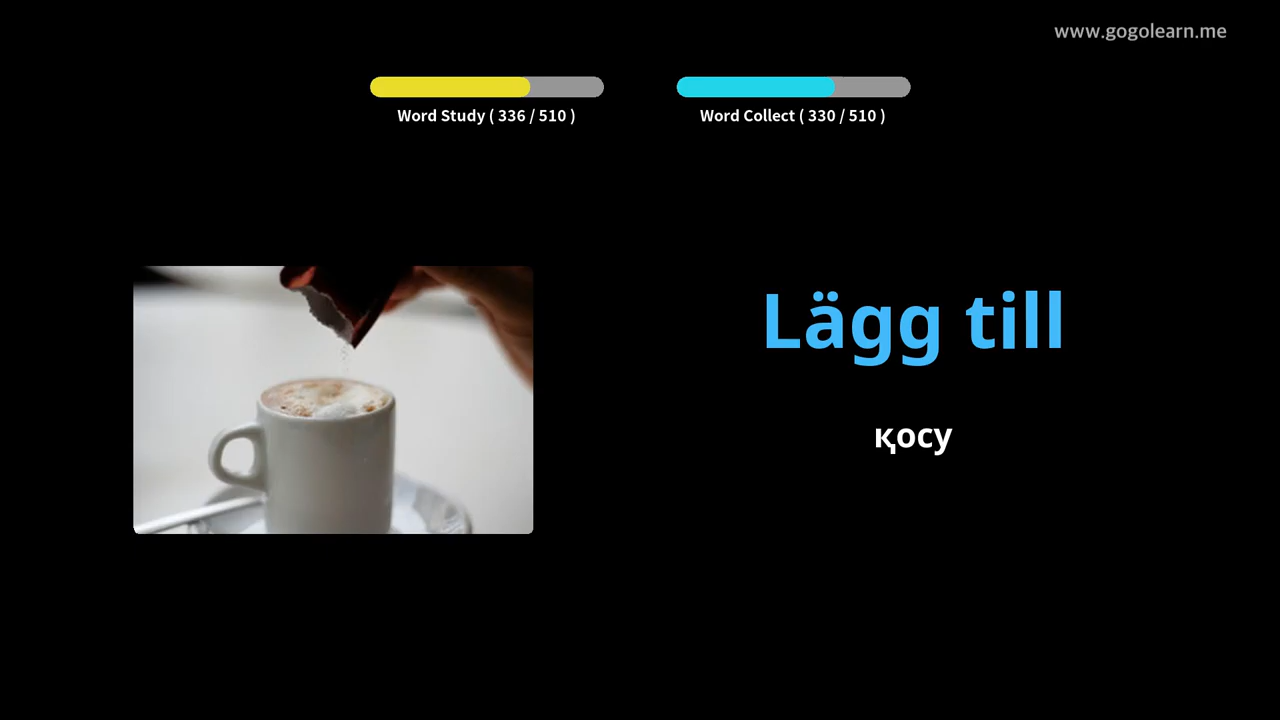 www.gogolearn.me
Word Study ( 336 / 510 )
Word Collect ( 330 / 510 )
Lägg till
қосу